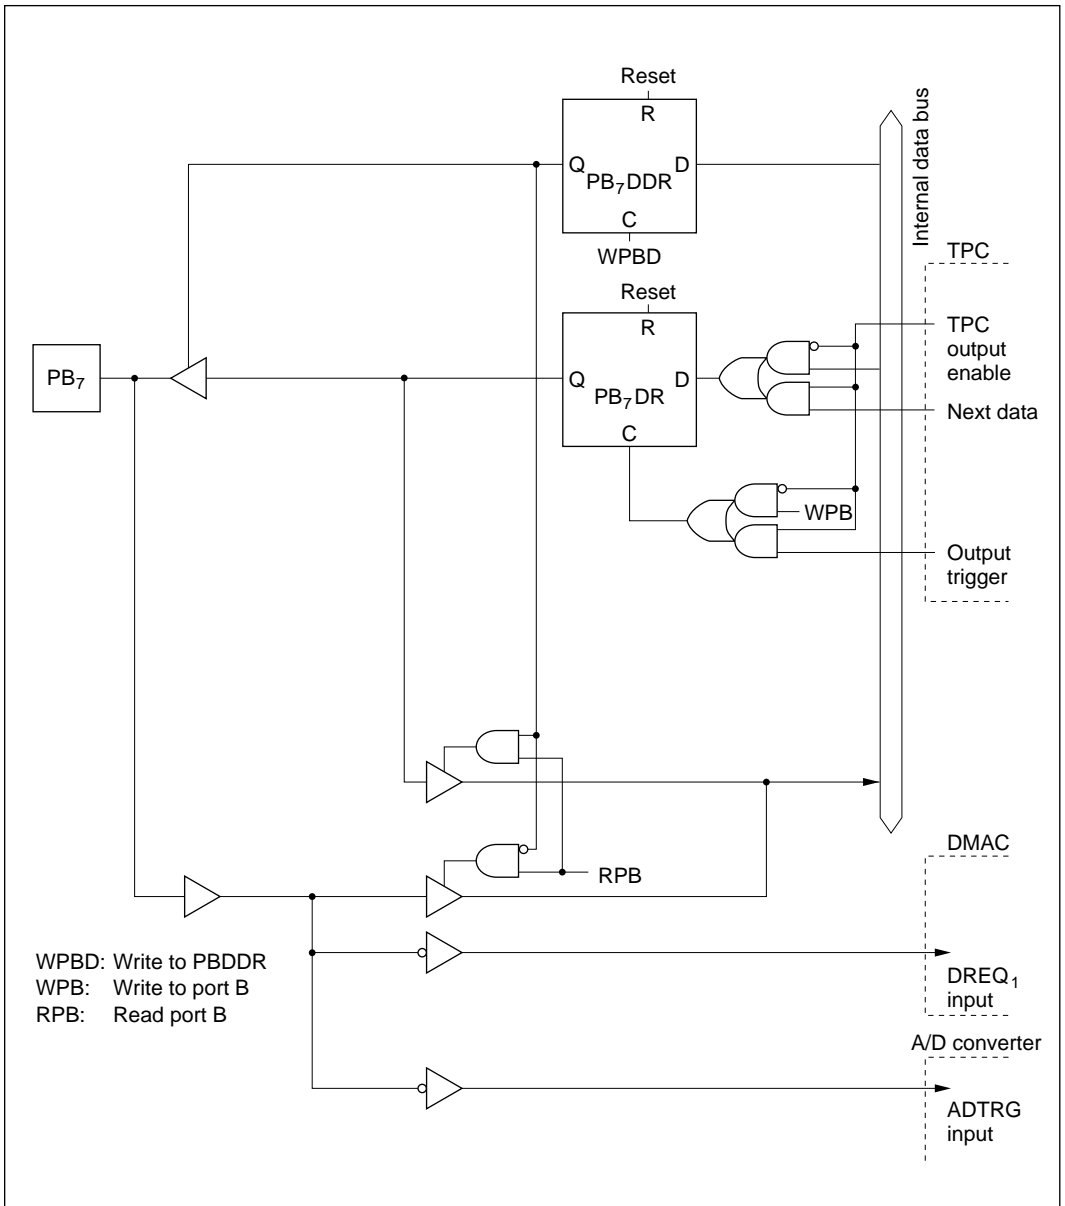 Reset
R
Q
PB7DDR
D
C
WPBD
Internal data bus
TPC
Reset
R
Q
PB7DR
D
C
TPC
output
enable
Next data
PB7
WPB
Output
trigger
RPB
DMAC
WPBD: Write to PBDDR
WPB: Write to port B
RPB: Read port B
DREQ1
input
A/D converter
ADTRG
input